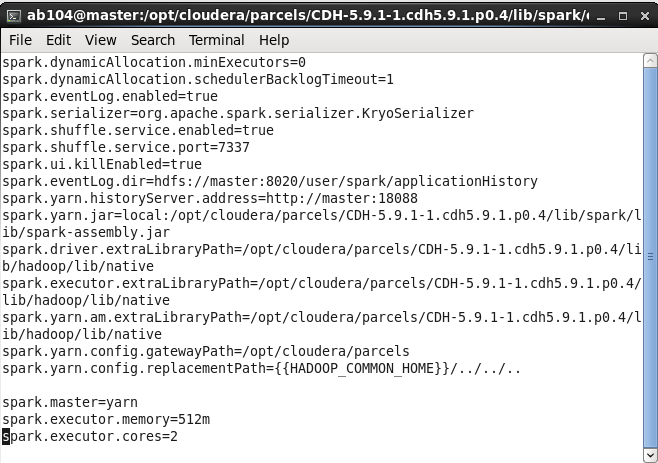 ab104@master:/opt/cloudera/parcels/CDH-5.9.1-1.cdh5.9.1.p0.4/lib/spark/
File Edit View Search Terminal Help
spark.dynamicAllocation.minExecutors=0
spark.dynamicAllocation.schedulerBacklogTimeout=1
spark.eventLog.enabled=true
spark.serializer=org.apache.spark.serializer.KryoSerializer
spark.shuffle.service.enabled=true
spark.shuffle.service.port=7337
spark.ui.killEnabled=true
spark.eventLog.dir=hdfs://master:8020/user/spark/applicationHistory
spark.yarn.historyServer.address=http://master:18088
spark.yarn.jar=local:/opt/cloudera/parcels/CDH-5.9.1-1.cdh5.9.1.p0.4/lib/spark/l
ib/spark-assembly.jar
spark.driver.extraLibraryPath=/opt/cloudera/parcels/CDH-5.9.1-1.cdh5.9.1.p0.4/li
b/hadoop/lib/native
spark.executor.extraLibraryPath=/opt/cloudera/parcels/CDH-5.9.1-1.cdh5.9.1.p0.4/
lib/hadoop/lib/native
spark.yarn.am.extraLibraryPath=/opt/cloudera/parcels/CDH-5.9.1-1.cdh5.9.1.p0.4/l
ib/hadoop/lib/native
spark.yarn.config.gatewayPath=/opt/cloudera/parcels
spark.yarn.config.replacementPath={{HADOOP_COMMON_HOME}}/../../..
spark.master=yarn
spark.executor.memory=512m
spark.executor.cores=2